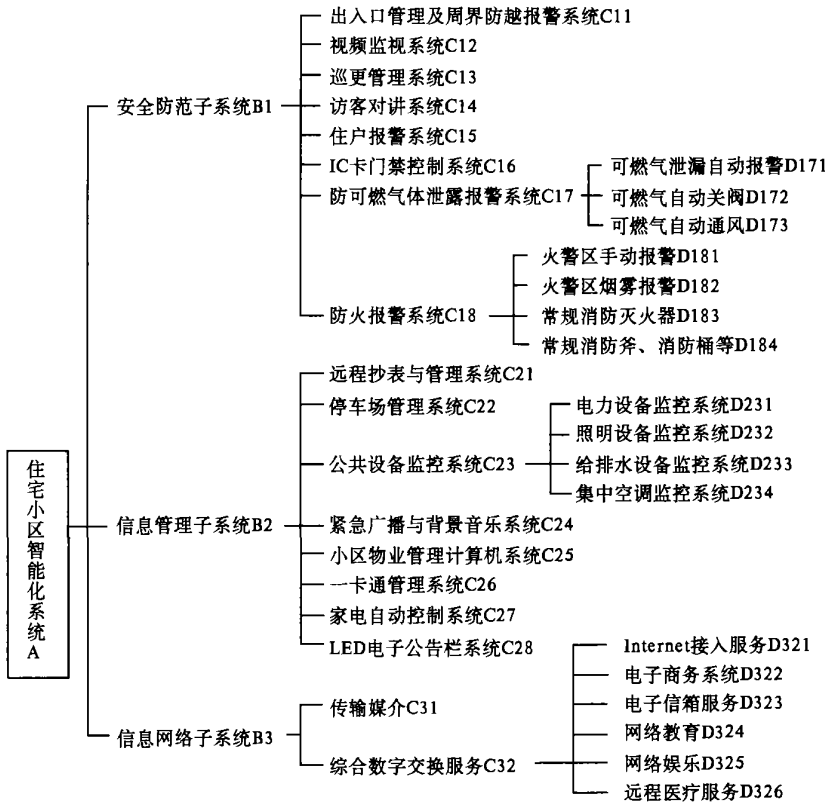 住宅小区智能化系统A
安全防范子系统B1
出入口管理及周界防越报警系统C11
视频监视系统C12
巡更管理系统C13
访客对讲系统C14
住户报警系统C15
IC卡门禁控制系统C16
防可燃气体泄露报警系统C17
可燃气泄漏自动报警D171
可燃气自动关阀D172
可燃气自动通风D173
防火报警系统C18
火警区手动报警D181
火警区烟雾报警D182
常规消防灭火器D183
常规消防斧、消防桶等D184
信息管理子系统B2
远程抄表与管理系统C21
停车场管理系统C22
公共设备监控系统C23
电力设备监控系统D231
照明设备监控系统D232
给排水设备监控系统D233
集中空调监控系统D234
紧急广播与背景音乐系统C24
小区物业管理计算机系统C25
一卡通管理系统C26
家电自动控制系统C27
LED电子公告栏系统C28
信息网络子系统B3
传输媒介C31
综合数字交换服务C32
Internet接入服务D321
电子商务系统D322
电子信箱服务D323
网络教育D324
网络娱乐D325
远程医疗服务D326